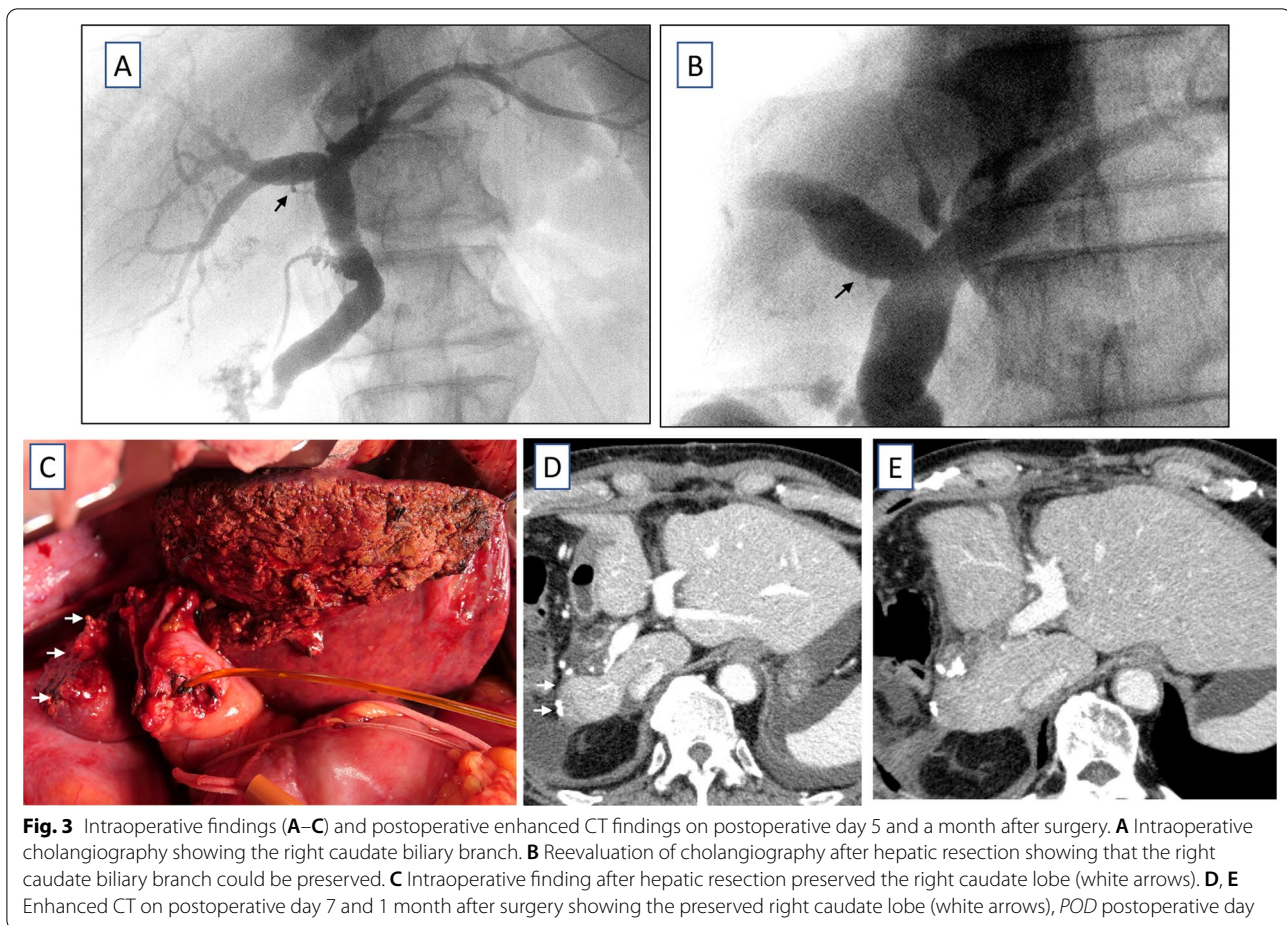 A
B
C
D
E
Fig. 3 Intraoperative findings (A–C) and postoperative enhanced CT findings on postoperative day 5 and a month after surgery. A Intraoperative
cholangiography showing the right caudate biliary branch. B Reevaluation of cholangiography after hepatic resection showing that the right
caudate biliary branch could be preserved. C Intraoperative finding after hepatic resection preserved the right caudate lobe (white arrows). D, E
Enhanced CT on postoperative day 7 and 1 month after surgery showing the preserved right caudate lobe (white arrows), POD postoperative day